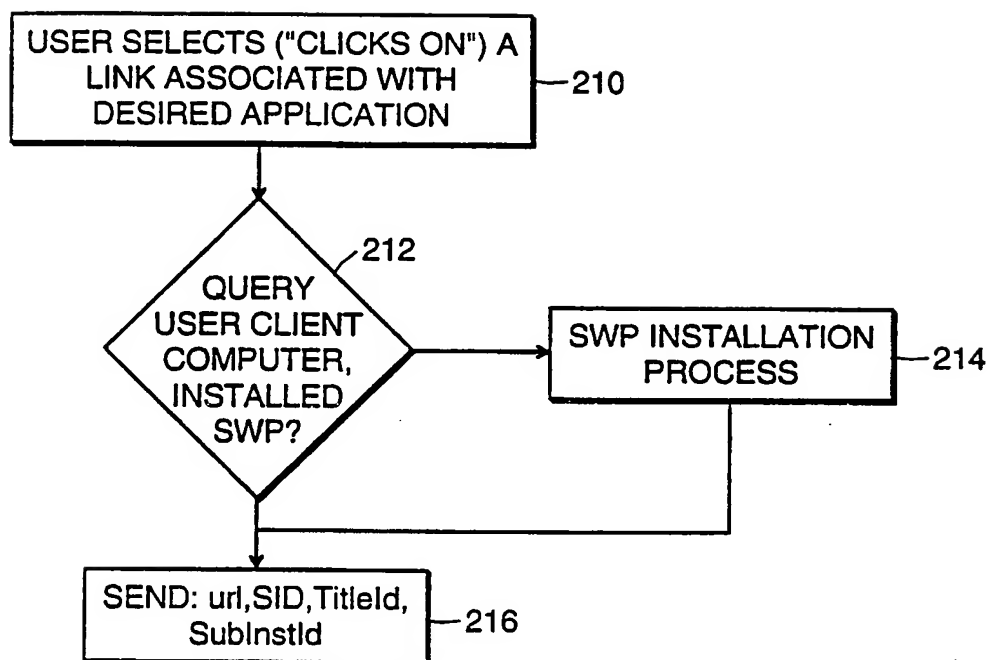 USER SELECTS ("CLICKS ON") A
LINK ASSOCIATED WITH
DESIRED APPLICATION
210
212
QUERY
USER CLIENT
COMPUTER,
INSTALLED
SWP?
SWP INSTALLATION
PROCESS
214
SEND: url,SID,TitleId,
SubInstId
216